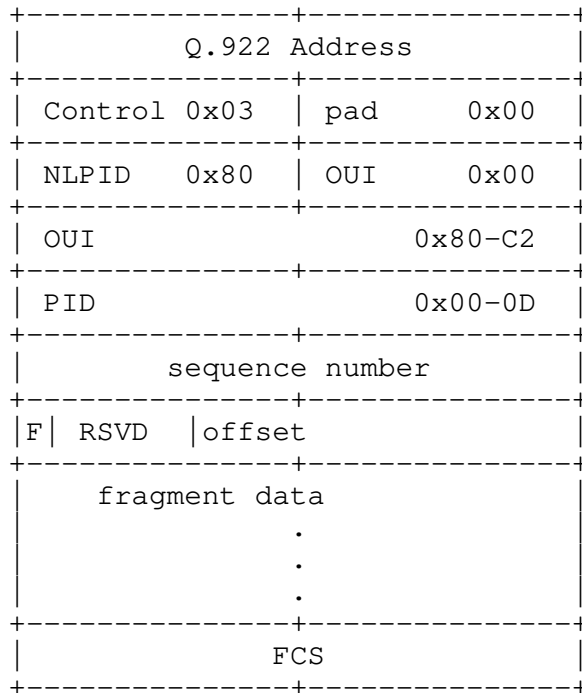 +---------------+---------------+
|         Q.922 Address         |
+---------------+---------------+
| Control 0x03  | pad     0x00  |
+---------------+---------------+
| NLPID   0x80  | OUI     0x00  |
+---------------+---------------+
| OUI                  0x80-C2  |
+---------------+---------------+
| PID                  0x00-0D  |
+---------------+---------------+
|        sequence number        |
+---------------+---------------+
|F| RSVD  |offset               |
+---------------+---------------+
|    fragment data              |
|               .               |
|               .               |
|               .               |
+---------------+---------------+
|              FCS              |
+---------------+---------------+